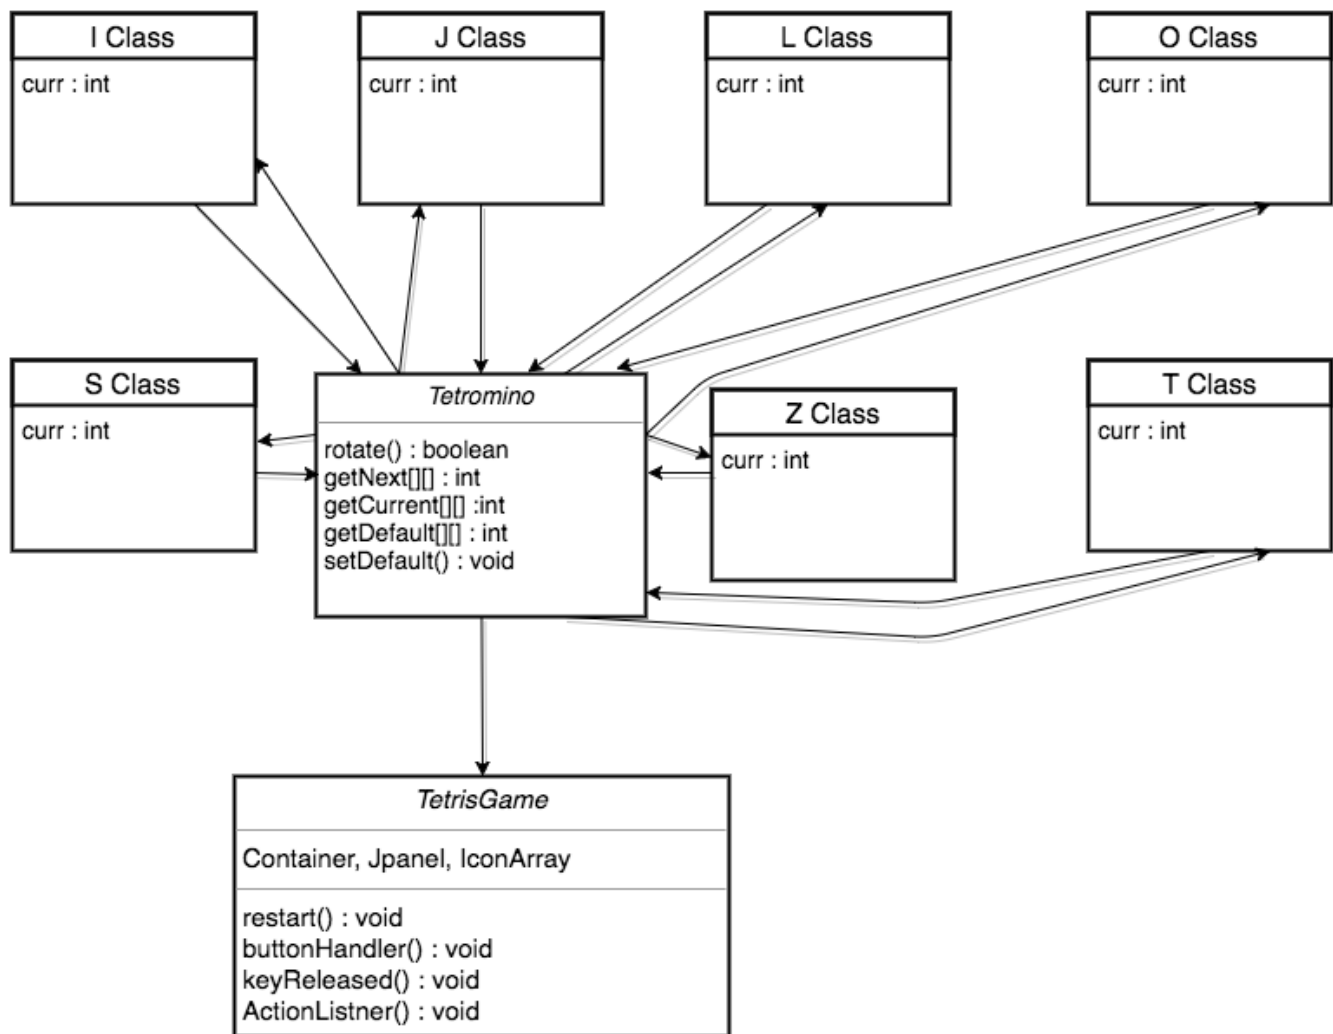 I Class
curr : int
J Class
curr : int
L Class
curr : int
O Class
curr : int
S Class
curr : int
Tetromino
rotate() : boolean
getNext[][] : int
getCurrent[][] :int
getDefault[][] : int
setDefault() : void
Z Class
curr : int
T Class
curr : int
TetrisGame
Container, Jpanel, IconArray
restart() : void
buttonHandler() : void
keyReleased() : void
ActionListner() : void